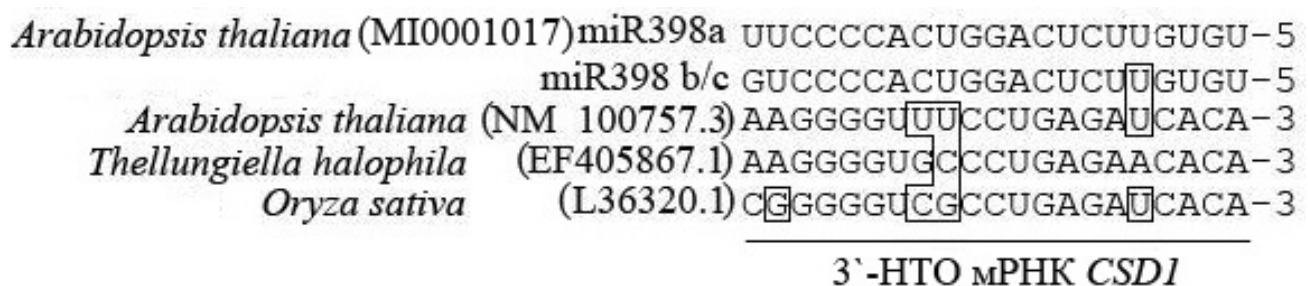 Arabidopsis thaliana (MI0001017) miR398a UUCCCCACUGGACUCUUGUGU-5
miR398 b/c GUCCCCACUGGACUCUUGUGU-5
Arabidopsis thaliana (NM 100757.3) AAGGGGUUUCCUGAGAUCACA-3
Thellungiella halophila (EF405867.1) AAGGGGUGCCCUGAGAACACA-3
Oryza sativa (L36320.1) CGGGGGUCGCCUGAGAUCACA-3
3`-НТО мРНК CSD1